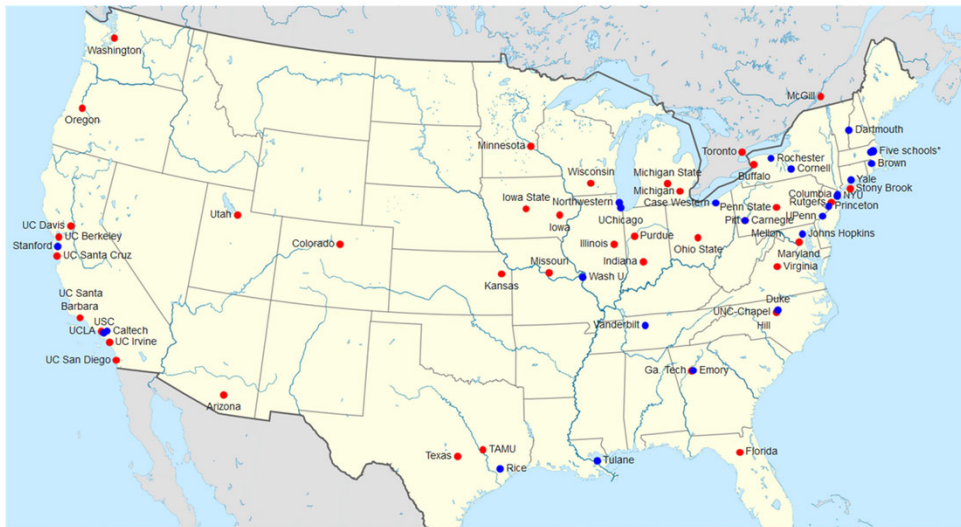 Washington
McGill
Oregon
Dartmouth
Minnesota
Toronto
Five schools*
Rochester
Brown
Buffalo
Cornell
Wisconsin
Michigan State
Yale
Michigan
Stony Brook
Iowa State
Northwestern
Case Western
Columbia
NYU
Penn State
Rutgers
Princeton
Utah
Iowa
UChicago
Pitt
Carnegie
Mellon
UPenn
UC Davis
UC Berkeley
Stanford
UC Santa Cruz
Colorado
Illinois
Purdue
Ohio State
Johns Hopkins
Maryland
Indiana
Virginia
Kansas
Missouri
Wash U
UC Santa
Barbara
Duke
UNC-Chapel
Hill
USC
UCLA
Caltech
UC Irvine
Vanderbilt
UC San Diego
Ga. Tech
Emory
Arizona
Texas
TAMU
Rice
Tulane
Florida